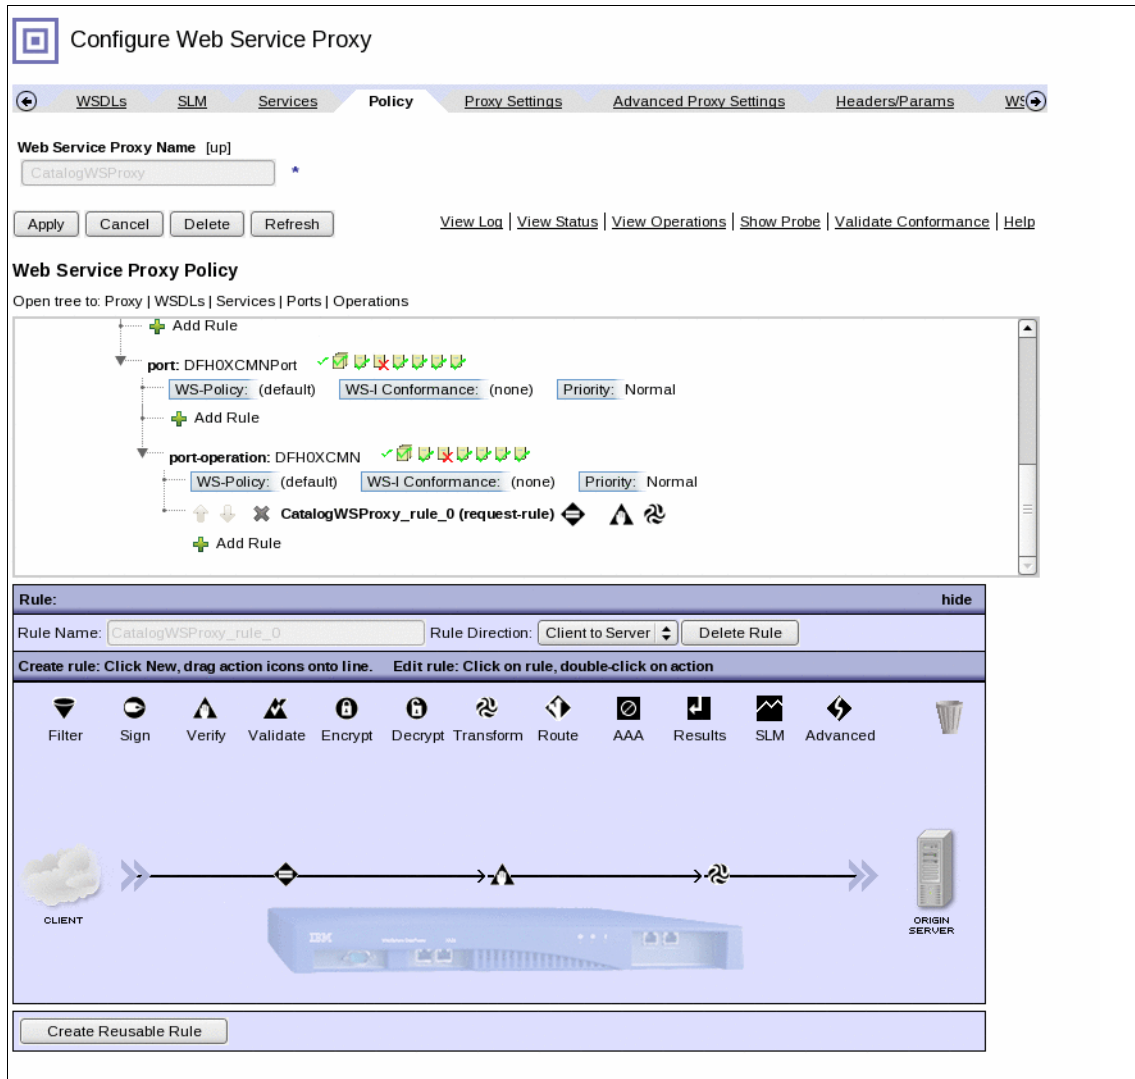 Configure Web Service Proxy
WSDLs SLM Services Policy Proxy Settings Advanced Proxy Settings Headers/Params WS
Web Service Proxy Name [up]
CatalogWSProxy *
Apply Cancel Delete Refresh View Log | View Status | View Operations | Show Probe | Validate Conformance | Help
Web Service Proxy Policy
Open tree to: Proxy | WSDLs | Services | Ports | Operations
Add Rule
port: DFH0XCMNPort
WS-Policy: (default) WS-I Conformance: (none) Priority: Normal
Add Rule
port-operation: DFH0XCMN
WS-Policy: (default) WS-I Conformance: (none) Priority: Normal
CatalogWSProxy_rule_0 (request-rule)
Add Rule
Rule: hide
Rule Name: CatalogWSProxy_rule_0 Rule Direction: Client to Server Delete Rule
Create rule: Click New, drag action icons onto line. Edit rule: Click on rule, double-click on action
Filter Sign Verify Validate Encrypt Decrypt Transform Route AAA Results SLM Advanced
CLIENT
ORIGIN
SERVER
IBM
Create Reusable Rule